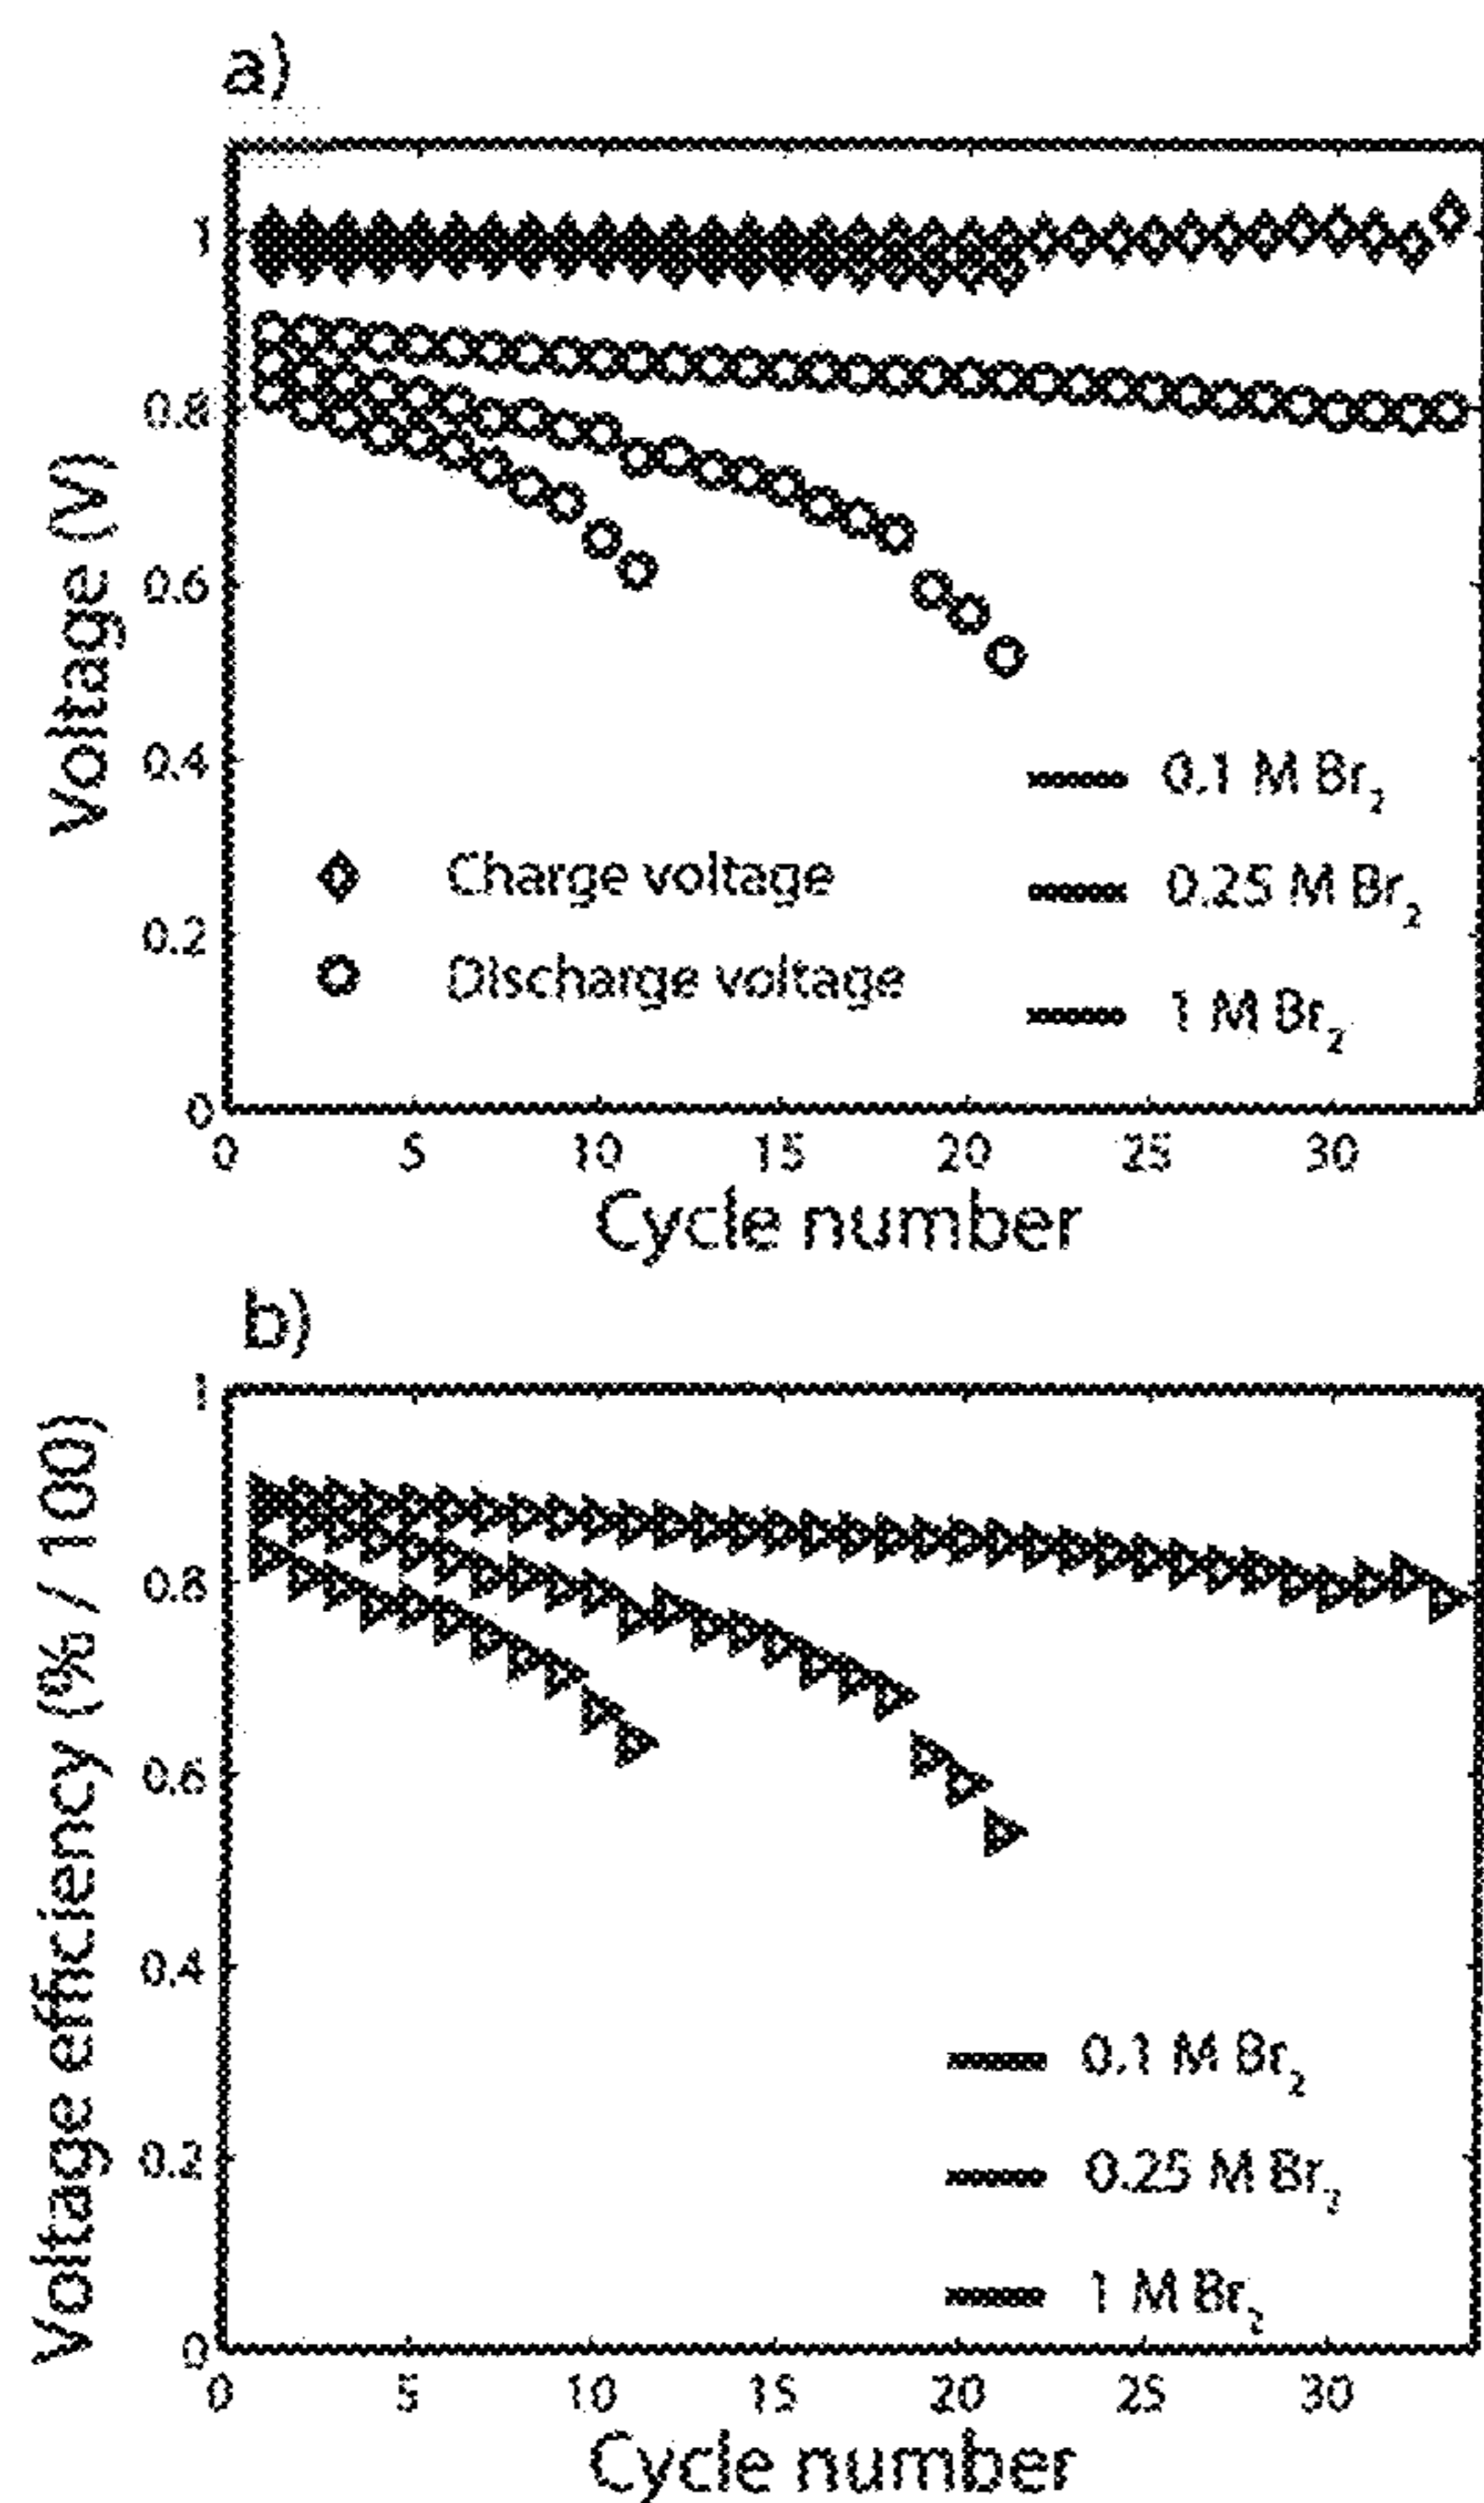 a)
1
0.8
0.6
0.4
0.2
0
Voltage (V)
Charge voltage
Discharge voltage
0.1 M Br2
0.25 M Br2
1 M Br2
0 5 10 15 20 25 30
Cycle number
b)
1
0.8
0.6
0.4
0.2
0
Voltage efficiency (% / 100)
0.1 M Br2
0.25 M Br2
1 M Br2
0 5 10 15 20 25 30
Cycle number